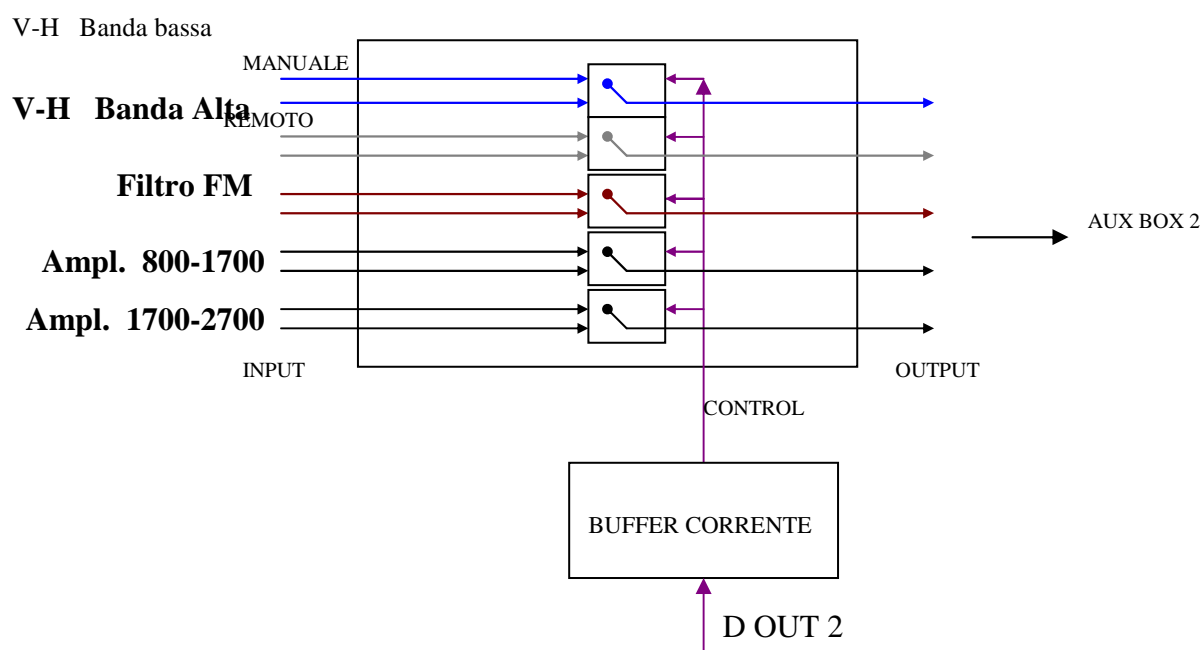 V-H Banda bassa
MANUALE
V-H Banda Alta
REMOTO
Filtro FM
AUX BOX 2
Ampl. 800-1700
Ampl. 1700-2700
INPUT
OUTPUT
CONTROL
BUFFER CORRENTE
D OUT 2